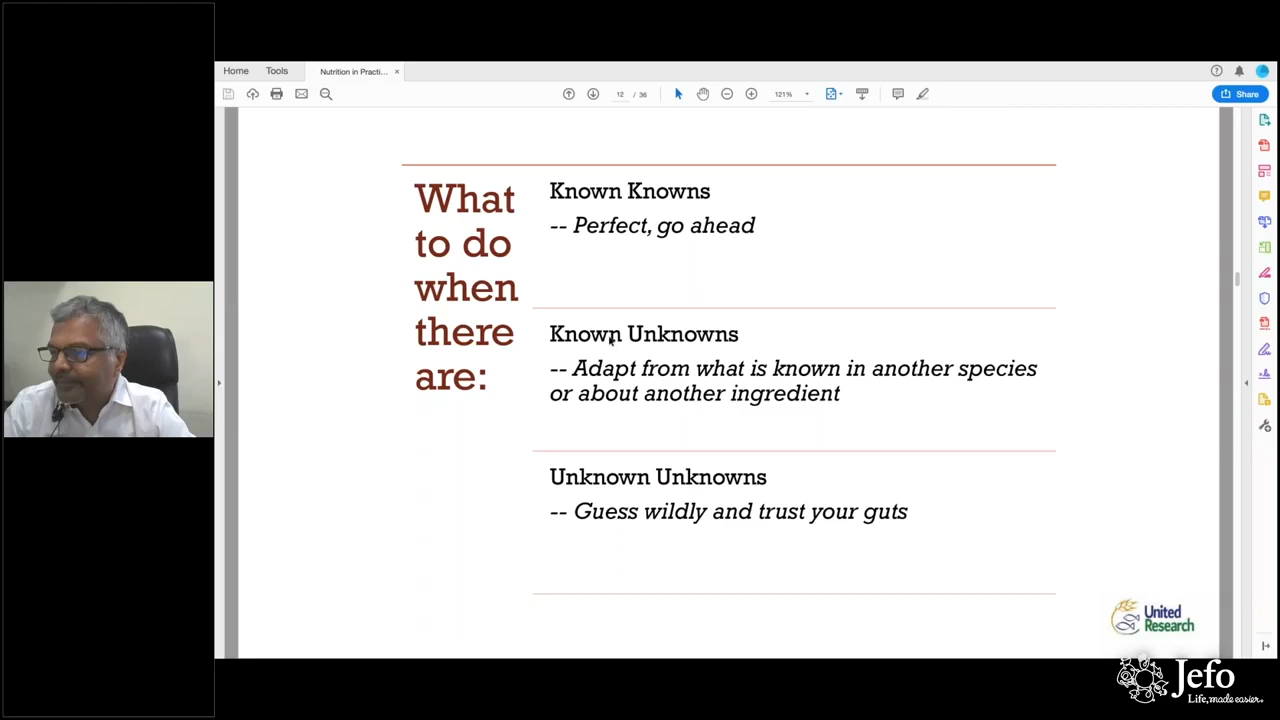 Home
Tools
Nutrition in Practi...
12 / 36
121%
Share
What
to do
when
there
are:
Known Knowns
-- Perfect, go ahead
Known Unknowns
-- Adapt from what is known in another species
or about another ingredient
Unknown Unknowns
-- Guess wildly and trust your guts
United
Research
Jefo
Life, made easier.